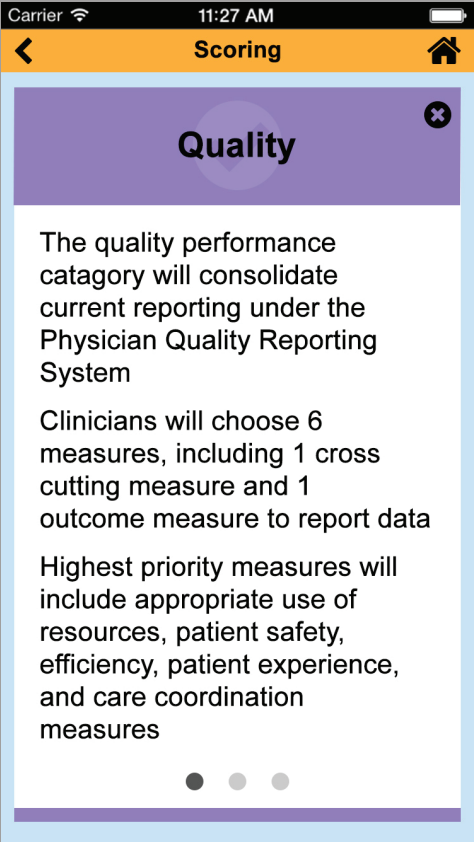 Carrier 11:27 AM
Scoring
Quality
The quality performance
catagory will consolidate
current reporting under the
Physician Quality Reporting
System
Clinicians will choose 6
measures, including 1 cross
cutting measure and 1
outcome measure to report data
Highest priority measures will
include appropriate use of
resources, patient safety,
efficiency, patient experience,
and care coordination
measures